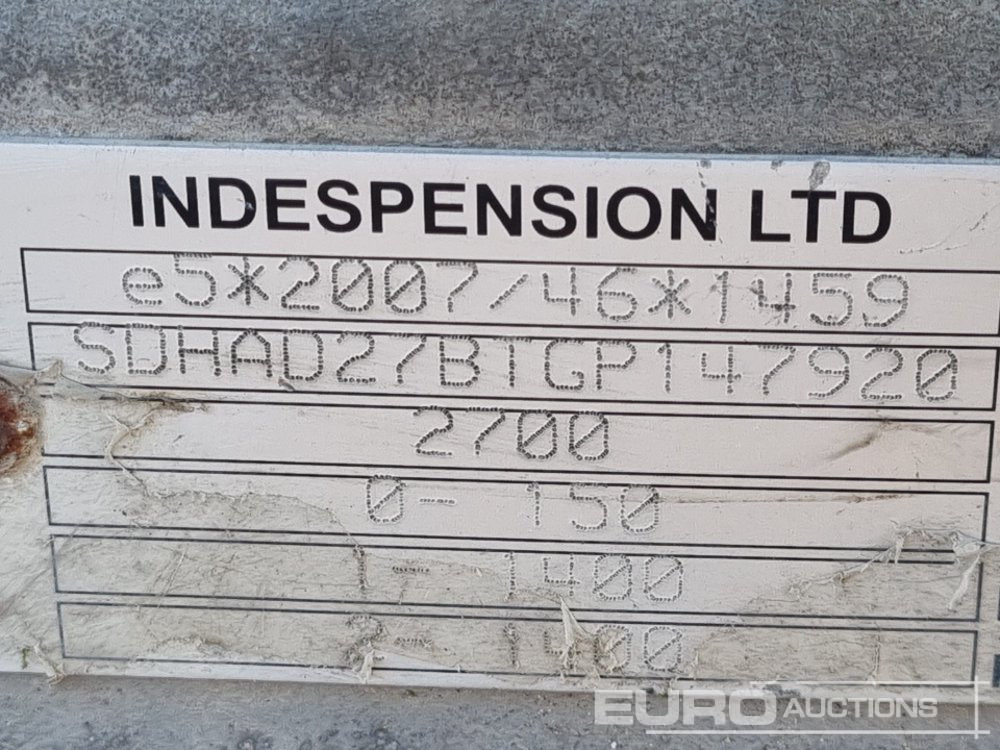 INDESPENSION LTD
e5*2007/46*1459
SDHAD27BTGP147920
2700
0- 150
1- 1400
2- 1400
EURO AUCTIONS